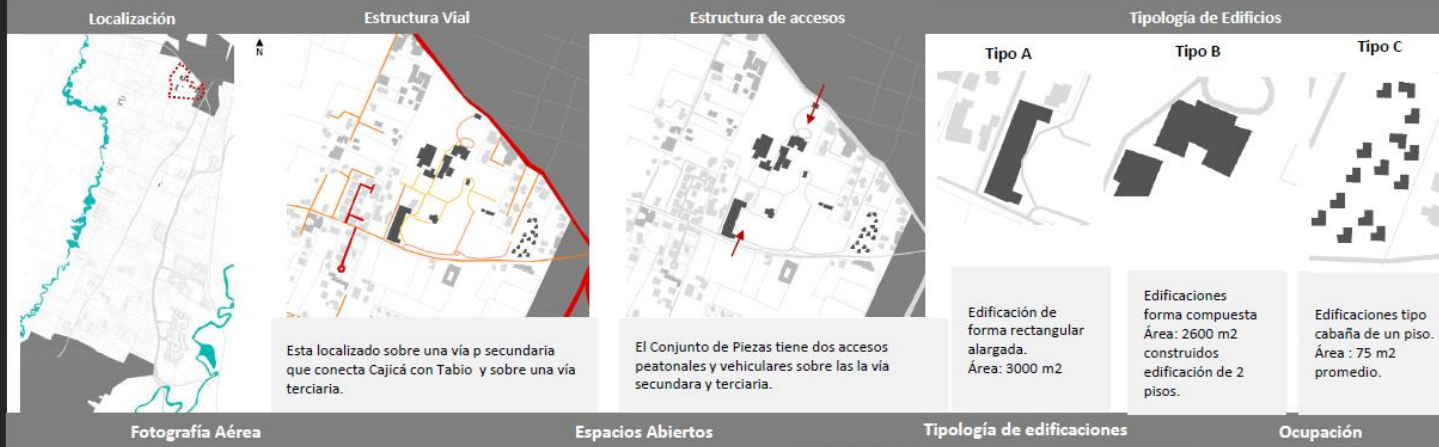 Localización
Estructura Vial
Estructura de accesos
Tipología de Edificios
N
Tipo A
Tipo B
Tipo C
Esta localizado sobre una vía p secundaria
que conecta Cajicá con Tabio y sobre una vía
terciaria.
El Conjunto de Piezas tiene dos accesos
peatonales y vehiculares sobre las la vía
secundara y terciaria.
Edificación de
forma rectangular
alargada.
Área: 3000 m2
Edificaciones
forma compuesta
Área: 2600 m2
construidos
edificación de 2
pisos.
Edificaciones tipo
cabaña de un piso.
Área : 75 m2
promedio.
Fotografía Aérea
Espacios Abiertos
Tipología de edificaciones
Ocupación